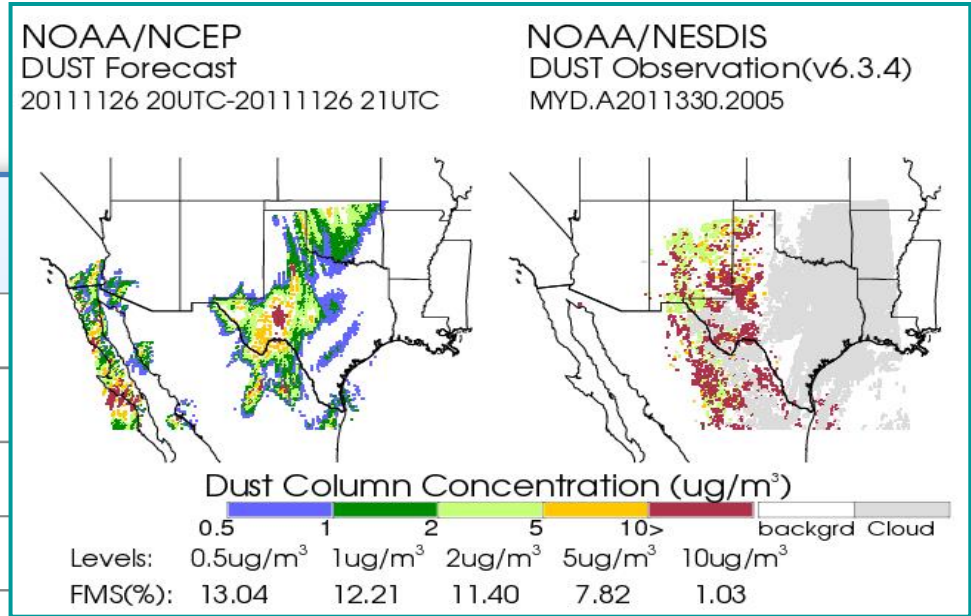 NOAA/NCEP
DUST Forecast
20111126 20UTC-20111126 21UTC
NOAA/NESDIS
DUST Observation(v6.3.4)
MYD.A2011330.2005
Dust Column Concentration (ug/m³)
0.5 1 2 5 10> backgrd Cloud
Levels: 0.5ug/m³ 1ug/m³ 2ug/m³ 5ug/m³ 10ug/m³
FMS(%): 13.04 12.21 11.40 7.82 1.03